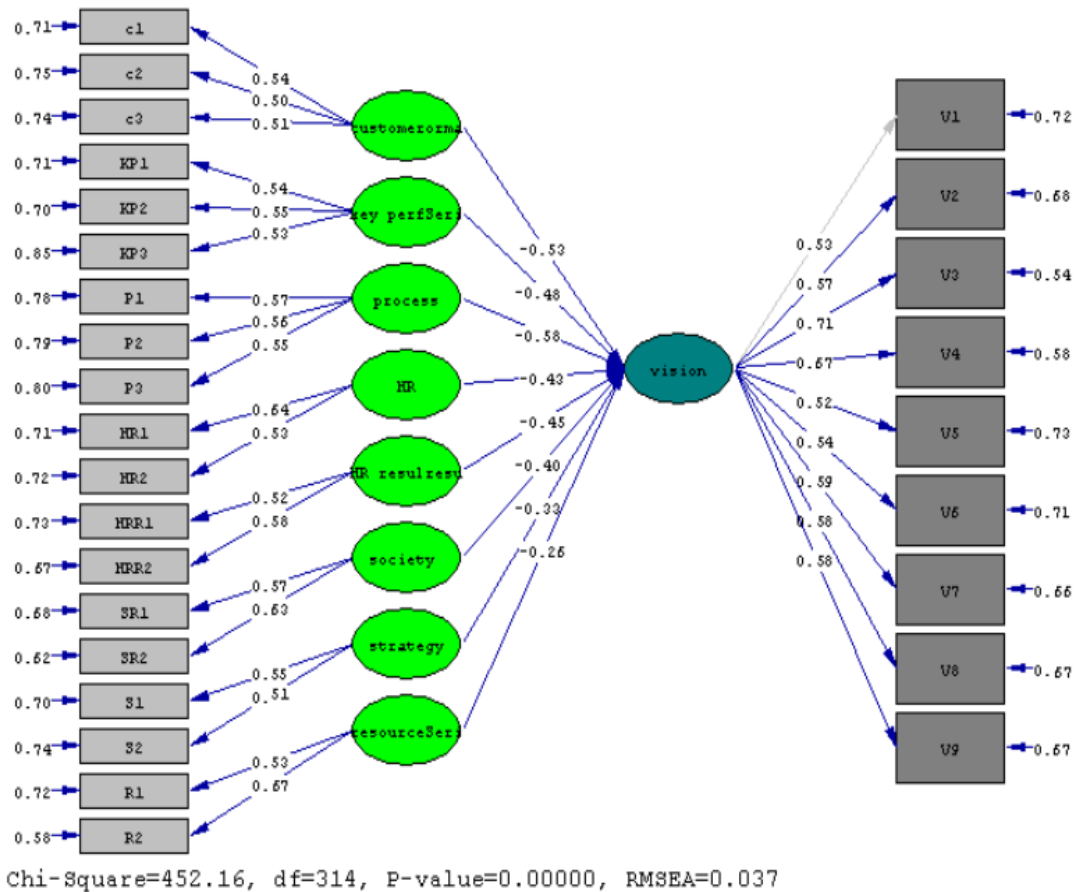 0.71 c1
0.75 c2
0.74 c3
0.71 KP1
0.70 KP2
0.85 KP3
0.78 P1
0.79 P2
0.80 P3
0.71 HR1
0.72 HR2
0.73 HRR1
0.67 HRR2
0.68 SR1
0.62 SR2
0.70 S1
0.74 S2
0.72 R1
0.58 R2
0.54
0.50
0.51
0.54
0.55
0.53
0.57
0.56
0.55
0.64
0.53
0.52
0.58
0.57
0.63
0.55
0.51
0.53
0.67
customerorma
key perfSeri
process
HR
HR resulresu
society
strategy
resourceSeri
-0.53
-0.48
-0.58
-0.43
-0.45
-0.40
-0.33
-0.26
vision
0.53
0.57
0.71
0.67
0.52
0.54
0.59
0.58
0.58
V1 0.72
V2 0.68
V3 0.54
V4 0.58
V5 0.73
V6 0.71
V7 0.66
V8 0.67
V9 0.67
Chi-Square=452.16, df=314, P-value=0.00000, RMSEA=0.037